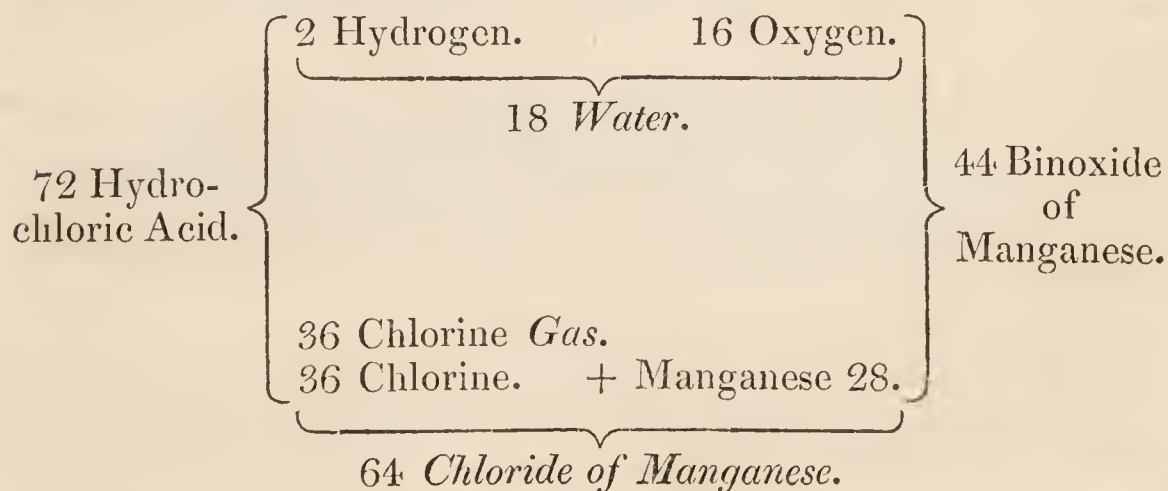 2 Hydrogen. 16 Oxygen.
18 Water.
72 Hydro-
chloric Acid.
44 Binoxide
of
Manganese.
36 Chlorine Gas.
36 Chlorine. + Manganese 28.
64 Chloride of Manganese.